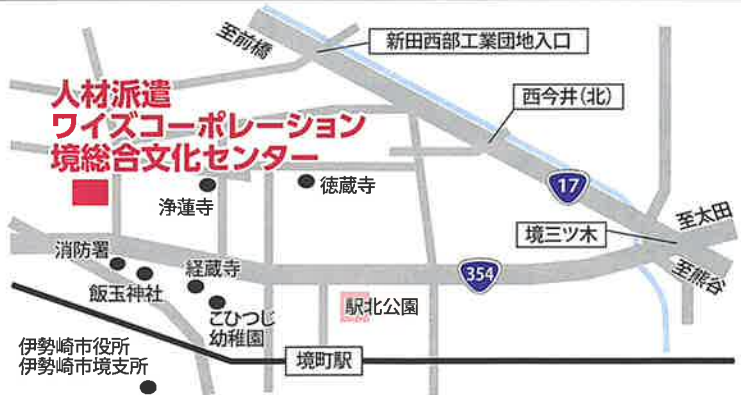 至前橋
新田西部工業団地入口
人材派遣
ワイズコーポレーション
境総合文化センター
西今井(北)
17
浄蓮寺
徳蔵寺
至太田
境三ツ木
至熊谷
消防署
飯玉神社
経蔵寺
こひつじ
幼稚園
354
駅北公園
伊勢崎市役所
伊勢崎市境支所
境町駅